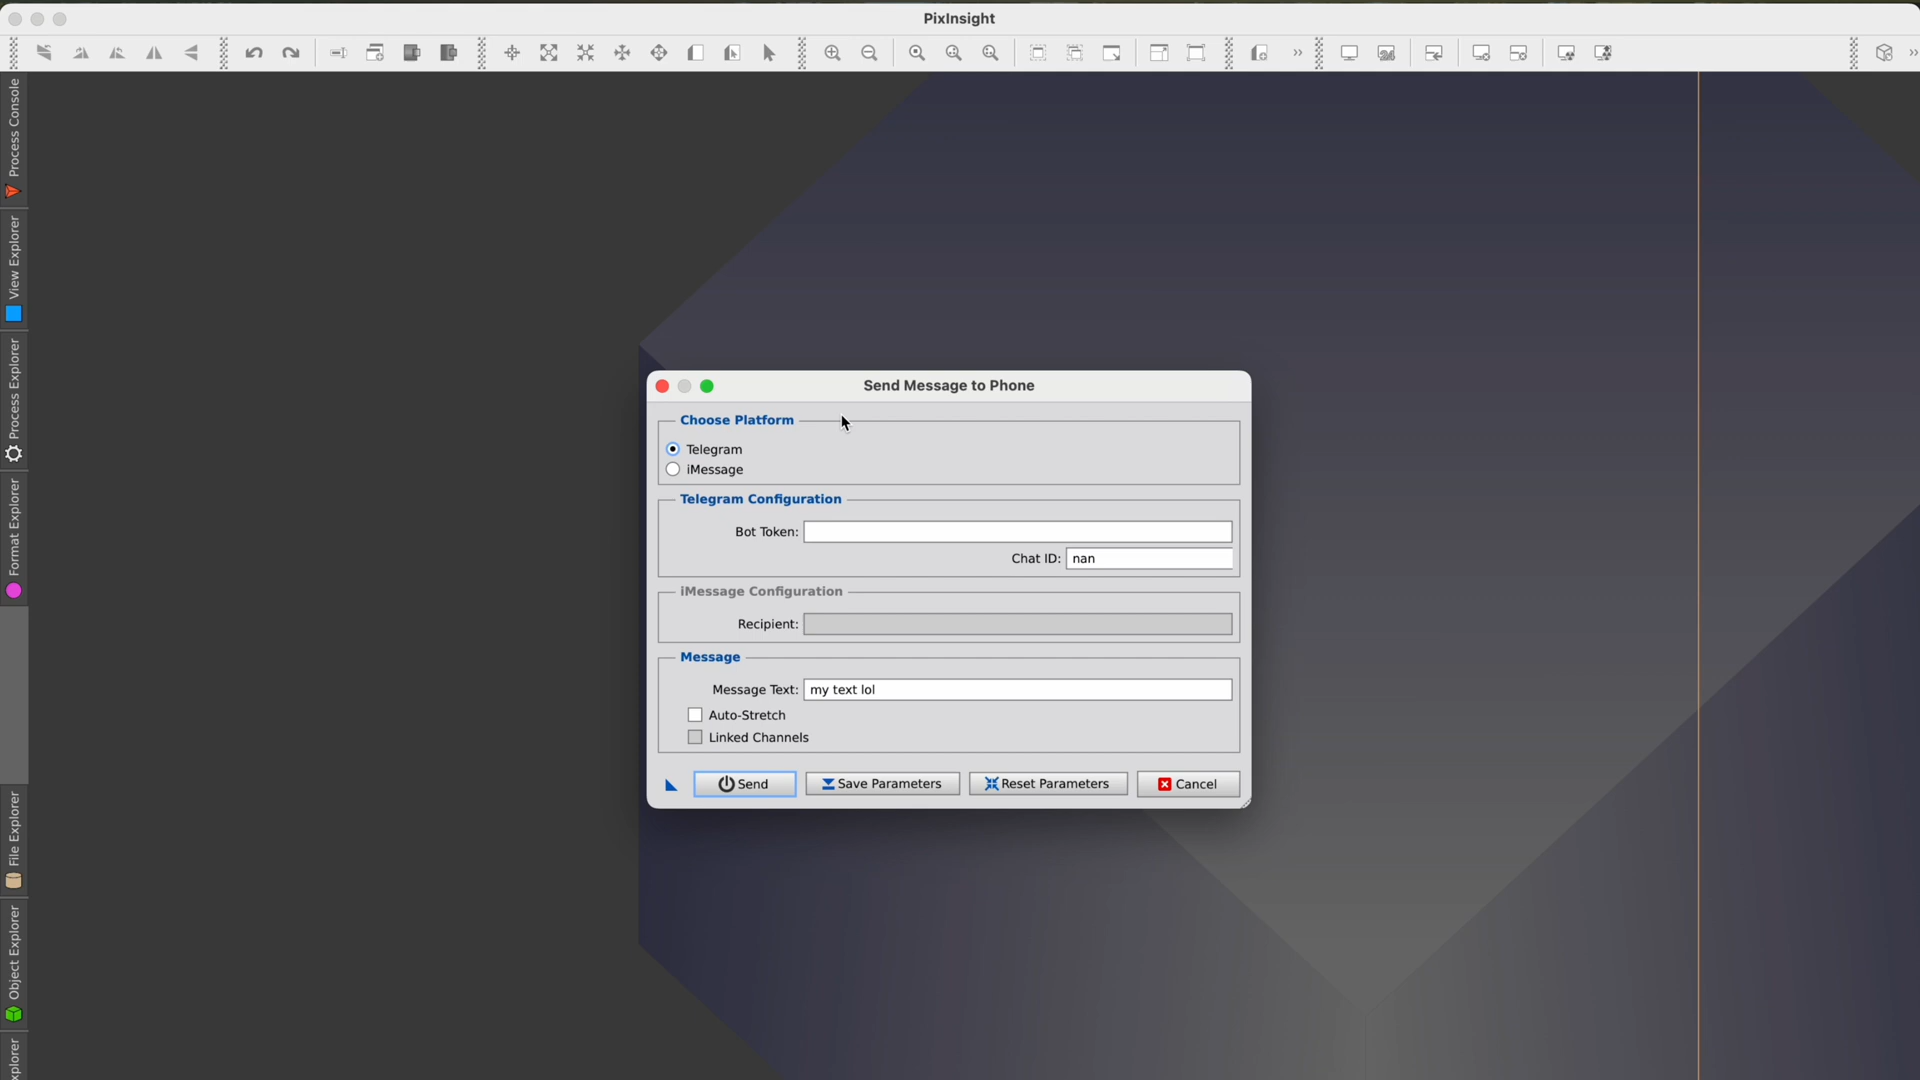 PixInsight
Process Console
View Explorer
Process Explorer
Format Explorer
File Explorer
Object Explorer
xplorer
Send Message to Phone
Choose Platform
Telegram
iMessage
Telegram Configuration
Bot Token:
Chat ID: nan
iMessage Configuration
Recipient:
Message
Message Text: my text lol
Auto-Stretch
Linked Channels
Send Save Parameters Reset Parameters Cancel